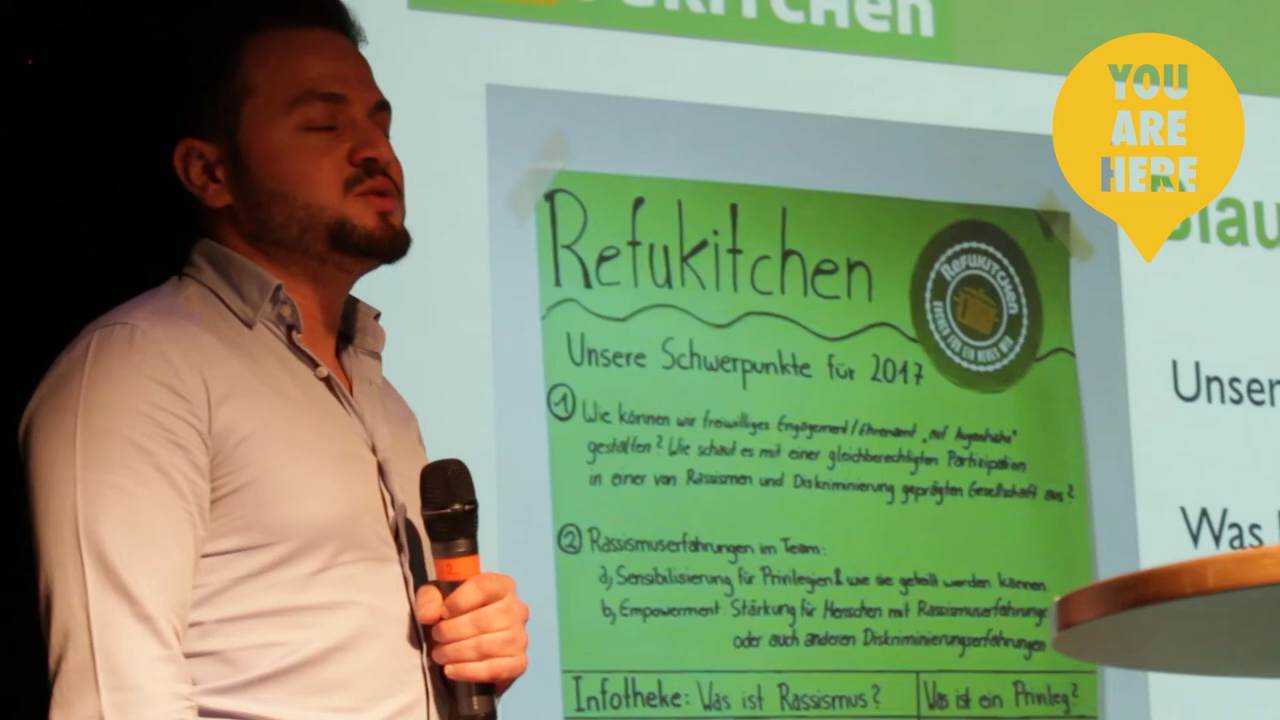 YOU
ARE
HERE
Refukitchen
REFUKITCHEN
Unsere Schwerpunkte für 2017
① Wie können wir freiwilliges Engagement/Ehrenamt „auf Augenhöhe"
gestalten? Wie schaut es mit einer gleichberechtigten Partizipation
in einer von Rassismen und Diskriminierung geprägten Gesellschaft aus?
② Rassismuserfahrungen im Team:
a, Sensibilisierung für Privilegien & wie sie geteilt werden können
b, Empowerment Stärkung für Menschen mit Rassismuserfahrungs
oder auch anderen Diskriminierungserfahrungen
Infotheke: Was ist Rassismus?
Was ist ein Privileg?
Unser
Was